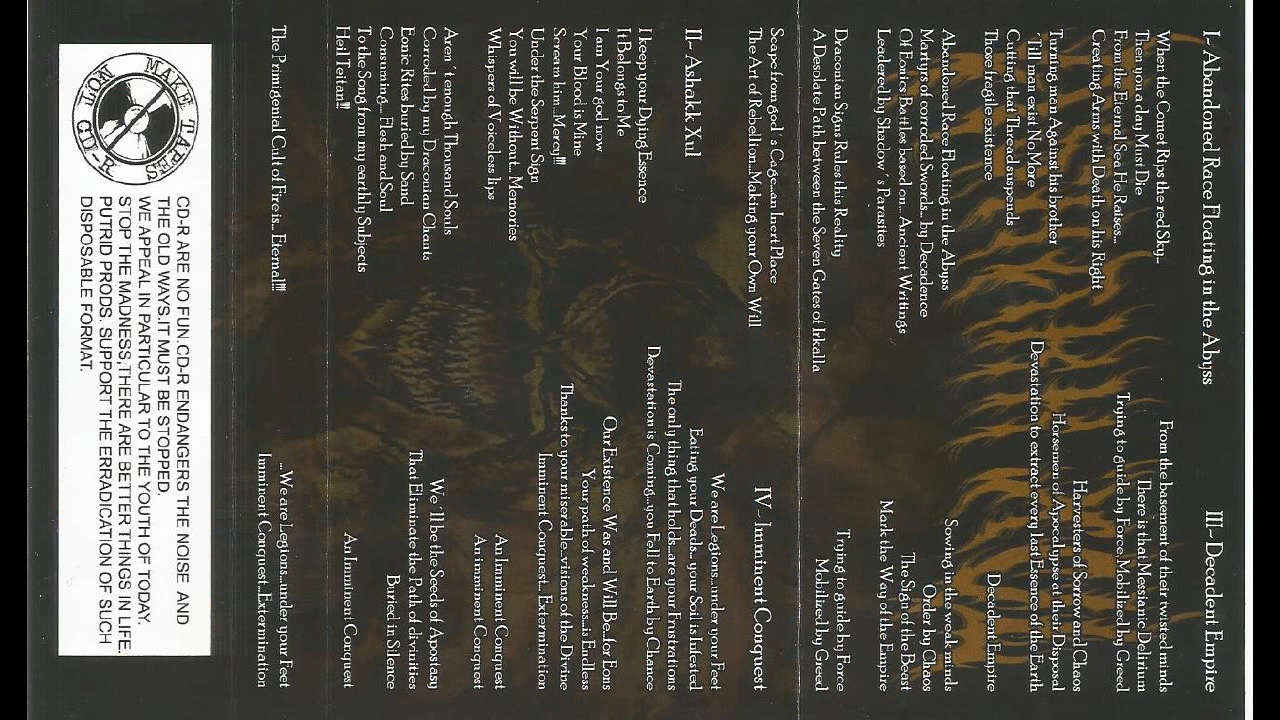 I- Abandoned Race Floating in the Abyss
When the Comet Rips the red Sky...
Then you a day Must Die
From the Eternal Sea He Raises...
Creating Arms with Death on his Right
Turning man Against his brother
'Till man exist No More
Cutting that Thead suspends
Those fragile existence
Abandoned Race Floating in the Abyss
Martyrs of corroded Swords.. by Decadence
Of Eonics Battles based on.. Ancient Writings
Leadered by Shadow´s Parasites
Draconian Signs Rules this Reality
A Desolate Path between the Seven Gates of Irkalla
Scape from god´s Cage...an Inert Places
The Art of Rebellion...Making your Own Will
II- Ashakk Xul
I keep your Dying Essence
It Belongs to Me
I am Your god now
Your Blood is Mine
Scream him...Mercy!!!
Under the Serpent Sign
You will be Without.. Memories
Whispers of Voiceless lips
Aren´t enough Thousand Souls
Corroded by my Draconian Chants
Eonic Rites buried by Sand
Consuming... Flesh and Soul
To the Song from my earthly Subjects
Heil Teitan!!!
The Primigenial Cult of Fire is... Eternal!!!
III- Decadent Empire
From the basement of their twisted minds
There is that Messianic Delirium
Trying to guide by Force Mobilized by Greed
Harvesters of Sorrow and Chaos
Horsemen of Apocalypse at their Disposal
Devastation to extract every last Essence of the Earth
Decadent Empire
Sowing in the weak minds
Order by Chaos
The Sign of the Beast
Mark the Way of the Empire
Trying to guide by Force
Mobilized by Greed
IV- Imminent Conquest
We are Legions...under your Feet
Eating your Deads...your Soil is Infested
The only thing that holds...are your Frustrations
Devastation is Coming...you Fell to Earth by Chance
Our Existence Was and Will Be...for Eons
Your path of weakness...is Endless
Thanks to your miserable...visions of the Divine
Imminent Conquest.. Extermination
An Imminent Conquest
An Imminent Conquest
We´ll be the Seeds of Apostasy
That Eliminate the Path of divinities
Buried in Silence
An Imminent Conquest
...We are Legions...under your Feet
Imminent Conquest...Extermination
MAKE TAPES
NOT CD-R
CD-R ARE NO FUN.CD-R ENDANGERS THE NOISE AND
THE OLD WAYS.IT MUST BE STOPPED.
WE APPEAL IN PARTICULAR TO THE YOUTH OF TODAY.
STOP THE MADNESS,THERE ARE BETTER THINGS IN LIFE.
PUTRID PRODS. SUPPORT THE ERRADICATION OF SUCH
DISPOSABLE FORMAT.